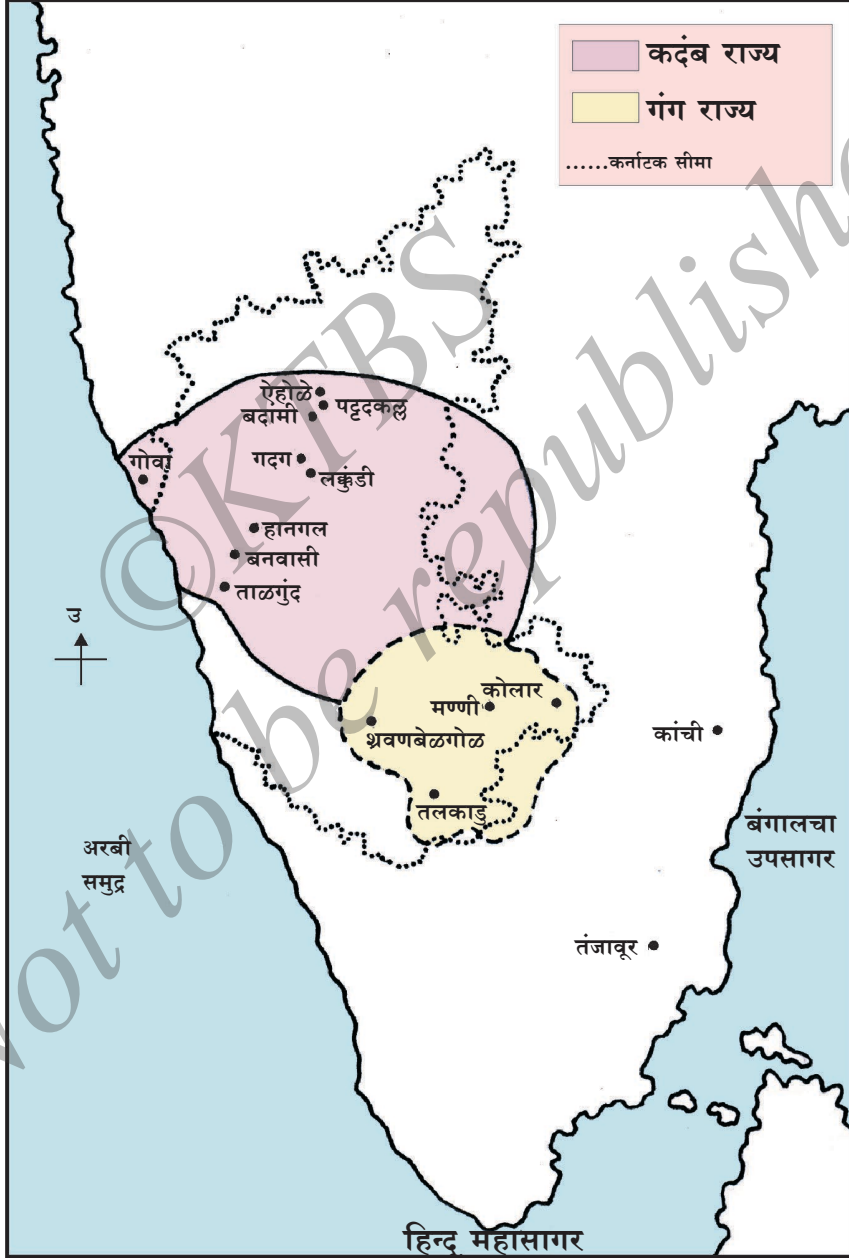 कदंब राज्य
गंग राज्य
......कर्नाटक सीमा
ऐहोळे
पट्टदकल्ल
बदामी
गोवा
गदग
लक्कुंडी
हानगल
बनवासी
ताळगुंद
उ
कोलार
मण्णी
श्रवणबेळगोळ
कांची
तलकाडु
बंगालचा
उपसागर
अरबी
समुद्र
तंजावूर
हिन्दू महासागर
©KTBS
Not to be republished